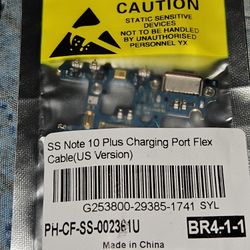 CAUTION
STATIC SENSITIVE
DEVICES
NOT TO BE HANDLED
BY UNAUTHORISED
PERSONNEL YX
SS Note 10 Plus Charging Port Flex
Cable(US Version)
G253800-29385-1741 SYL
PH-CF-SS-002361U
BR4-1-1
Made in China